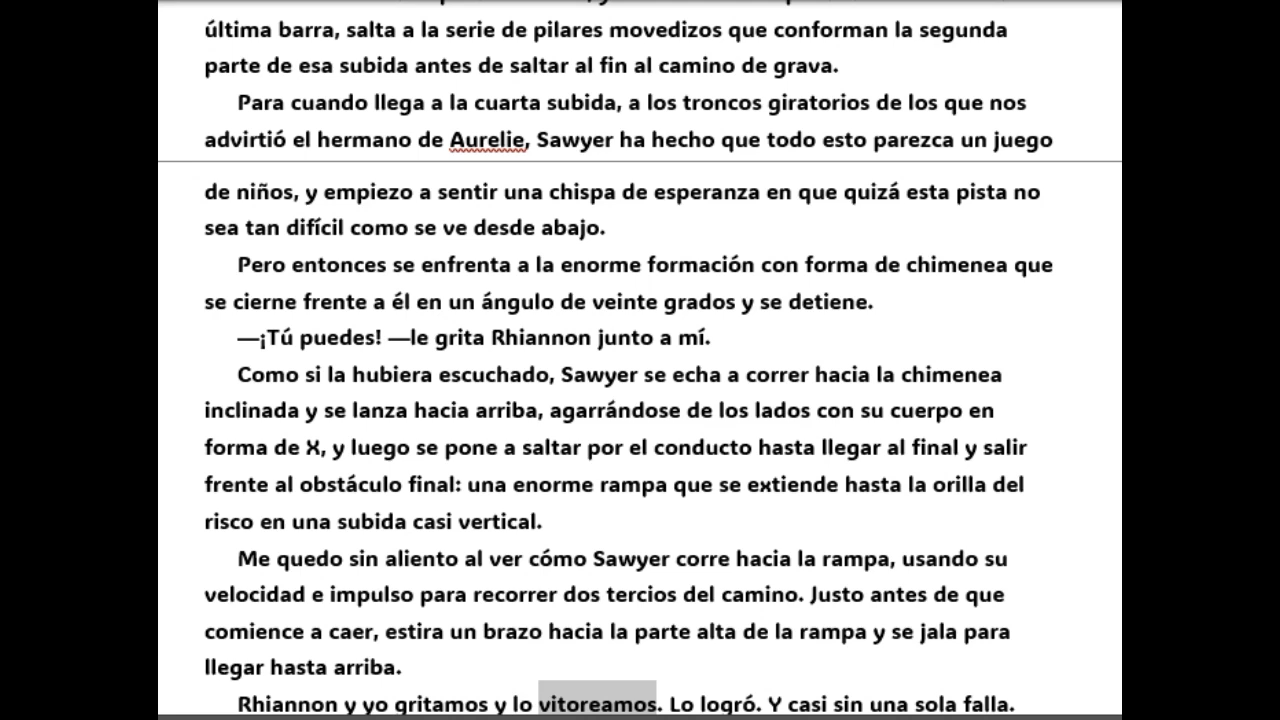 última barra, salta a la serie de pilares movedizos que conforman la segunda
parte de esa subida antes de saltar al fin al camino de grava.
Para cuando llega a la cuarta subida, a los troncos giratorios de los que nos
advirtió el hermano de Aurelie, Sawyer ha hecho que todo esto parezca un juego
de niños, y empiezo a sentir una chispa de esperanza en que quizá esta pista no
sea tan difícil como se ve desde abajo.
Pero entonces se enfrenta a la enorme formación con forma de chimenea que
se cierne frente a él en un ángulo de veinte grados y se detiene.
—¡Tú puedes! —le grita Rhiannon junto a mí.
Como si la hubiera escuchado, Sawyer se echa a correr hacia la chimenea
inclinada y se lanza hacia arriba, agarrándose de los lados con su cuerpo en
forma de X, y luego se pone a saltar por el conducto hasta llegar al final y salir
frente al obstáculo final: una enorme rampa que se extiende hasta la orilla del
risco en una subida casi vertical.
Me quedo sin aliento al ver cómo Sawyer corre hacia la rampa, usando su
velocidad e impulso para recorrer dos tercios del camino. Justo antes de que
comience a caer, estira un brazo hacia la parte alta de la rampa y se jala para
llegar hasta arriba.
Rhiannon y yo gritamos y lo vitoreamos. Lo logró. Y casi sin una sola falla.